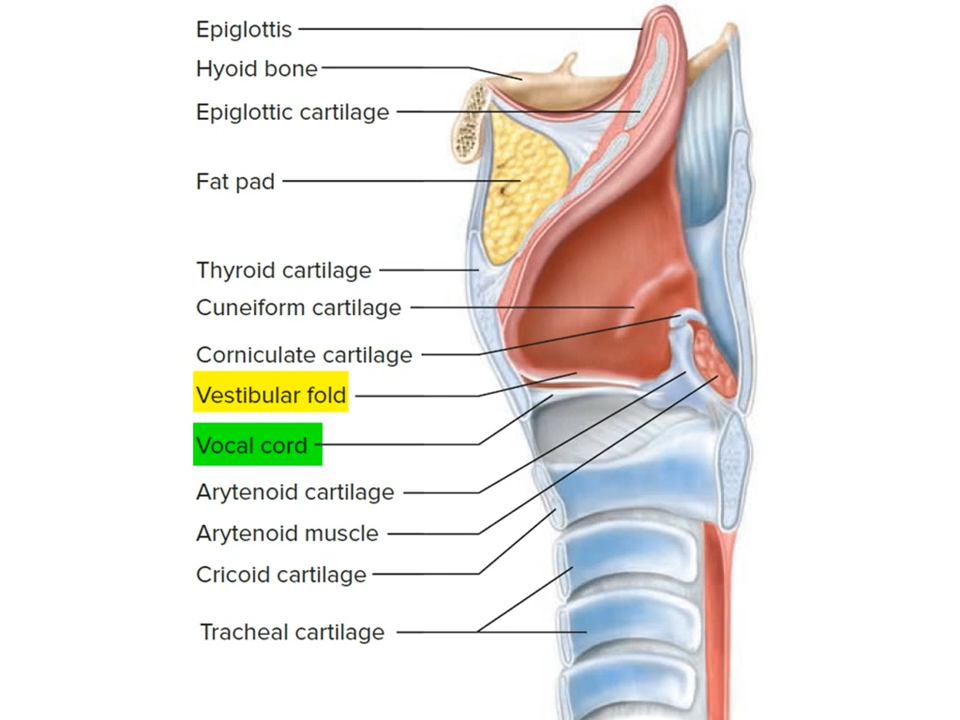 Epiglottis
Hyoid bone
Epiglottic cartilage
Fat pad
Thyroid cartilage
Cuneiform cartilage
Corniculate cartilage
Vestibular fold
Vocal cord
Arytenoid cartilage
Arytenoid muscle
Cricoid cartilage
Tracheal cartilage